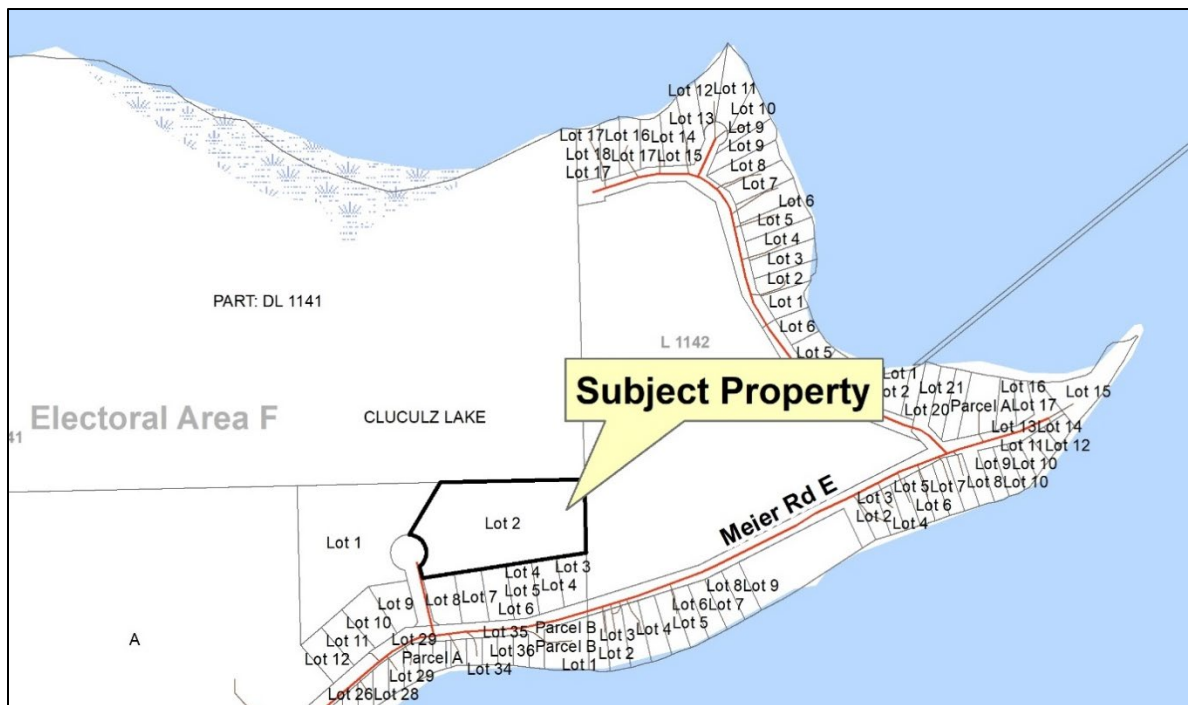 Lot 12 Lot 11
Lot 10
Lot 13
Lot 17 Lot 16 Lot 14 Lot 9
Lot 9
Lot 18 Lot 17 Lot 15 Lot 8
Lot 17
Lot 7
Lot 6
Lot 5
Lot 4
Lot 3
Lot 2
PART: DL 1141
Lot 1
Lot 6
L 1142
Lot 5
Subject Property
Lot 1
Lot 2 Lot 21 Lot 16 Lot 15
Lot 20 Parcel A Lot 17
Electoral Area F
CLUCULZ LAKE
41
Lot 13 Lot 14
Lot 11 Lot 12
Lot 9 Lot 10
Lot 5 Lot 7 Lot 8 Lot 10
Lot 3 Lot 6
Lot 2 Lot 4
Meier Rd E
Lot 2
Lot 1
Lot 4 Lot 3
Lot 8 Lot 7 Lot 5 Lot 4
Lot 6
Lot 9
Lot 10
Lot 11
Lot 12
Lot 8 Lot 9
Lot 6 Lot 7
Lot 5
Lot 4
Lot 3
Lot 2
Lot 1
Parcel B
Parcel B
Lot 35
Lot 36
Lot 34
Lot 29
Parcel A
Lot 29
Lot 26 Lot 28
A